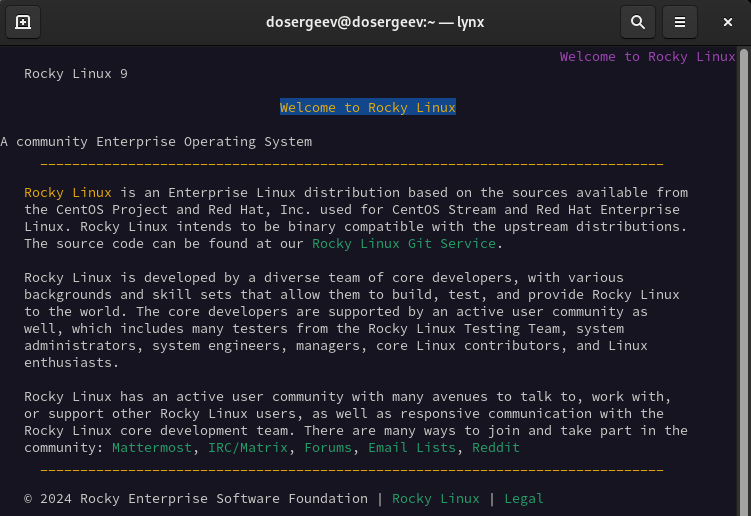 dosergeev@dosergeev:~ — lynx
Welcome to Rocky Linux
Rocky Linux 9
Welcome to Rocky Linux
A community Enterprise Operating System
Rocky Linux is an Enterprise Linux distribution based on the sources available from
the CentOS Project and Red Hat, Inc. used for CentOS Stream and Red Hat Enterprise
Linux. Rocky Linux intends to be binary compatible with the upstream distributions.
The source code can be found at our Rocky Linux Git Service.
Rocky Linux is developed by a diverse team of core developers, with various
backgrounds and skill sets that allow them to build, test, and provide Rocky Linux
to the world. The core developers are supported by an active user community as
well, which includes many testers from the Rocky Linux Testing Team, system
administrators, system engineers, managers, core Linux contributors, and Linux
enthusiasts.
Rocky Linux has an active user community with many avenues to talk to, work with,
or support other Rocky Linux users, as well as responsive communication with the
Rocky Linux core development team. There are many ways to join and take part in the
community: Mattermost, IRC/Matrix, Forums, Email Lists, Reddit
© 2024 Rocky Enterprise Software Foundation | Rocky Linux | Legal